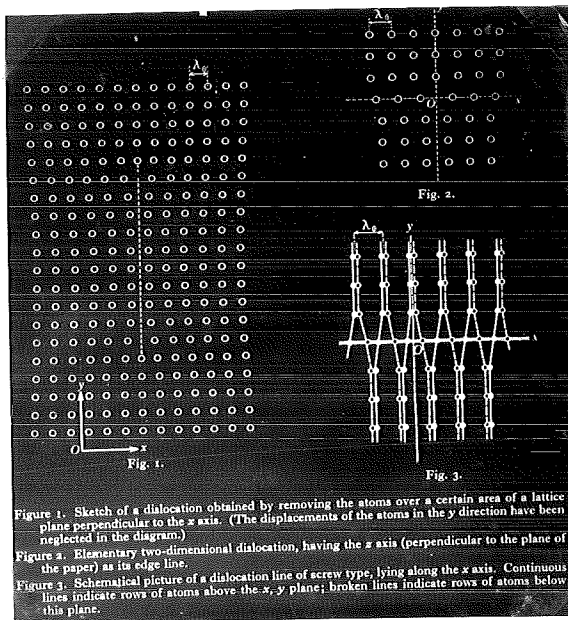 λ₀
λ₀
y
O
x
Fig. 2.
λ₀
y
O
x
Fig. 3.
y
O
x
Fig. 1.
Figure 1. Sketch of a dislocation obtained by removing the atoms over a certain area of a lattice
plane perpendicular to the x axis. (The displacements of the atoms in the y direction have been
neglected in the diagram.)
Figure 2. Elementary two-dimensional dislocation, having the z axis (perpendicular to the plane of
the paper) as its edge line.
Figure 3. Schematical picture of a dislocation line of screw type, lying along the x axis. Continuous
lines indicate rows of atoms above the x, y plane; broken lines indicate rows of atoms below
this plane.